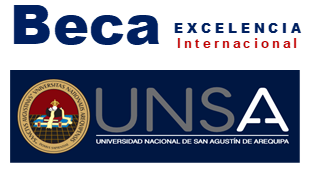 Beca EXCELENCIA
Internacional
UNSA
UNIVERSIDAD NACIONAL DE SAN AGUSTÍN DE AREQUIPA